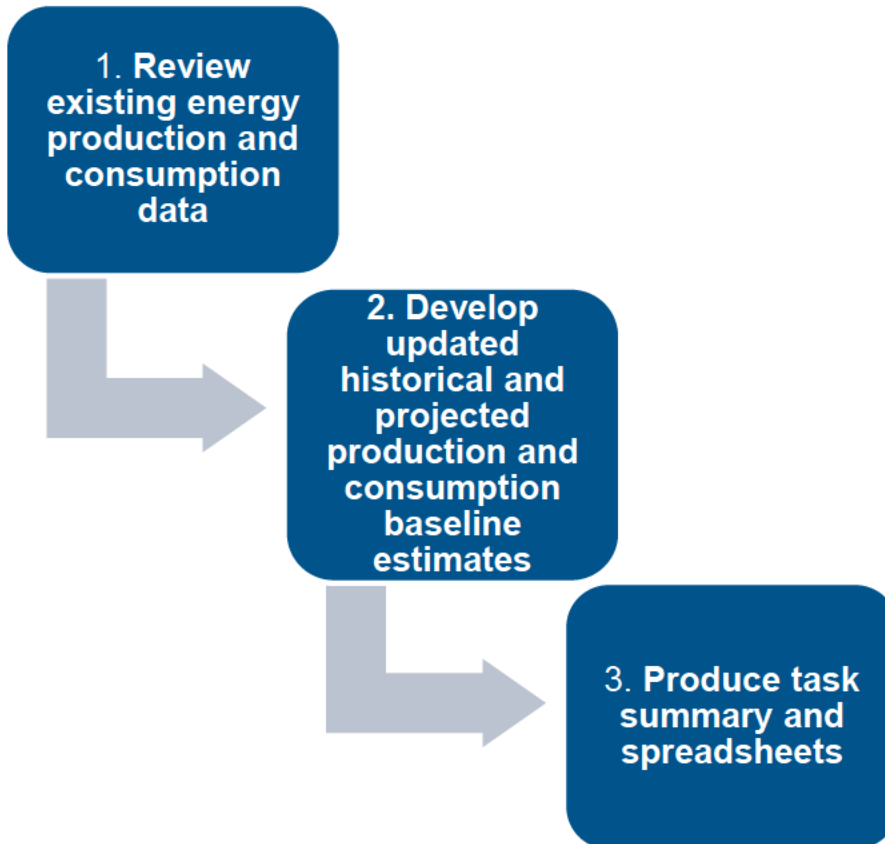 1. Review
existing energy
production and
consumption
data
2. Develop
updated
historical and
projected
production and
consumption
baseline
estimates
3. Produce task
summary and
spreadsheets